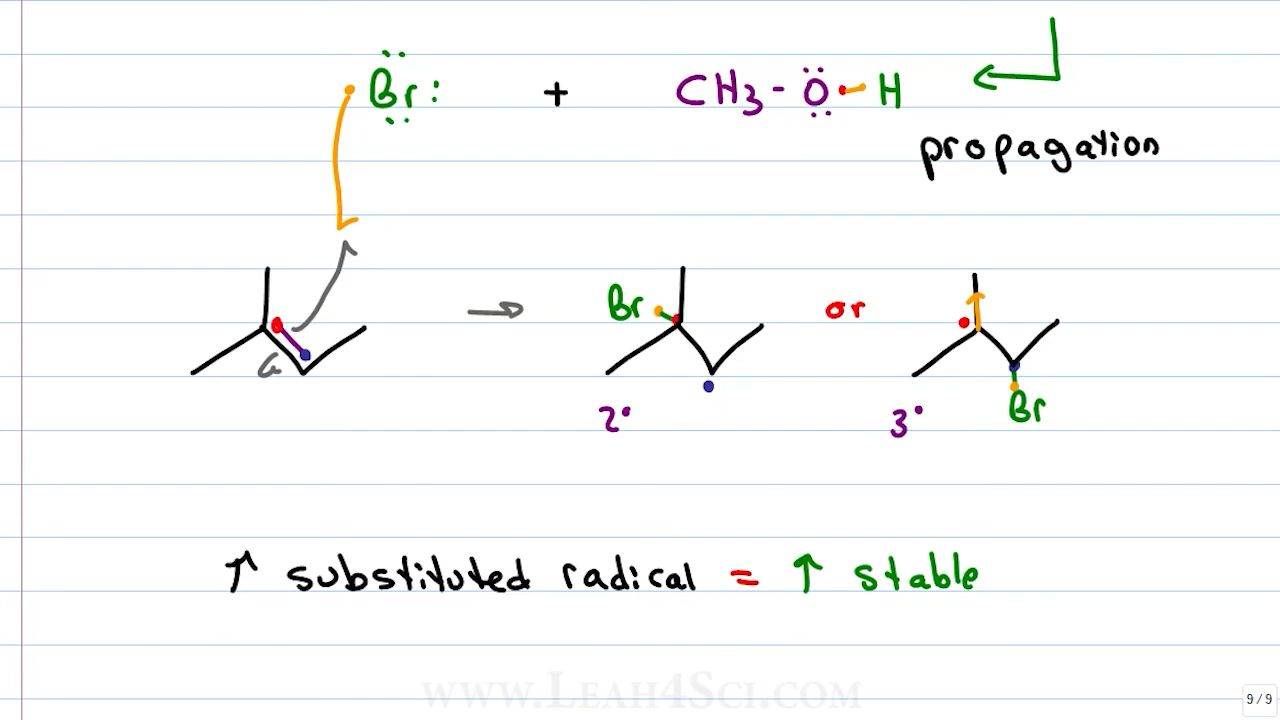 •Br: + CH3-O-H
propagation
Br or
2° 3° Br
↑ substituted radical = ↑ stable
www.Leah4Sci.com
9/9